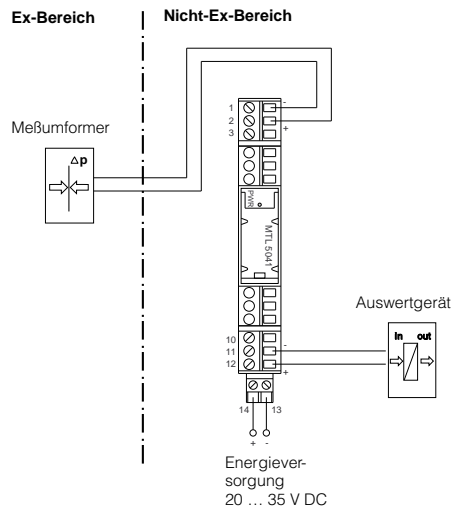 Ex-Bereich
Nicht-Ex-Bereich
Meßumformer
Δp
1
2
3
-
+
PWR
MTL 5041
Auswertgerät
In out
10
11
12
-
+
14 13
+ -
Energiever-
sorgung
20 ... 35 V DC